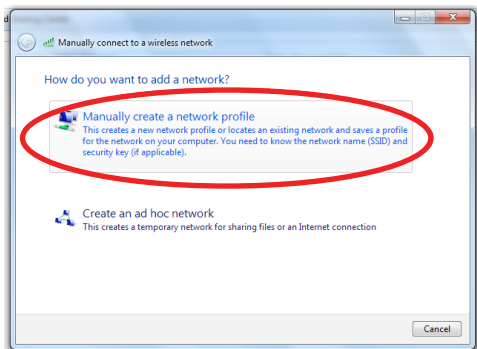 Manually connect to a wireless network
How do you want to add a network?
Manually create a network profile
This creates a new network profile or locates an existing network and saves a profile
for the network on your computer. You need to know the network name (SSID) and
security key (if applicable).
Create an ad hoc network
This creates a temporary network for sharing files or an Internet connection
Cancel